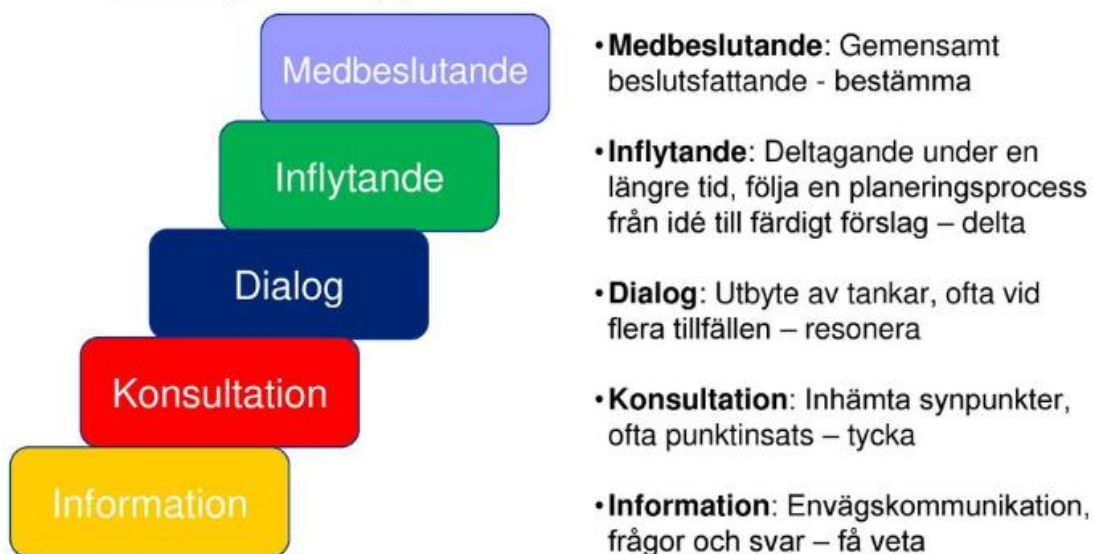 Medbeslutande
Inflytande
Dialog
Konsultation
Information
•Medbeslutande: Gemensamt
beslutsfattande - bestämma
•Inflytande: Deltagande under en
längre tid, följa en planeringsprocess
från idé till färdigt förslag – delta
•Dialog: Utbyte av tankar, ofta vid
flera tillfällen – resonera
•Konsultation: Inhämta synpunkter,
ofta punktinsats – tycka
•Information: Envägskommunikation,
frågor och svar – få veta